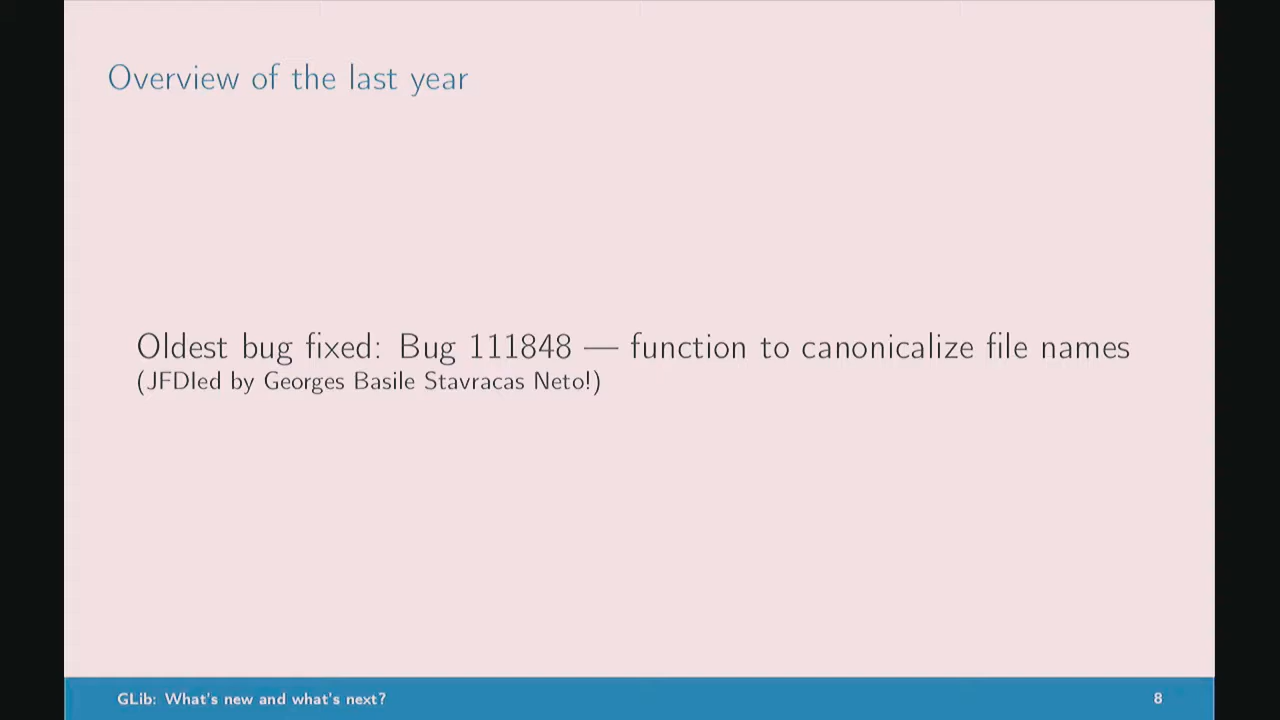 Overview of the last year
Oldest bug fixed: Bug 111848 — function to canonicalize file names
(JFDIed by Georges Basile Stavracas Neto!)
GLib: What's new and what's next?
8